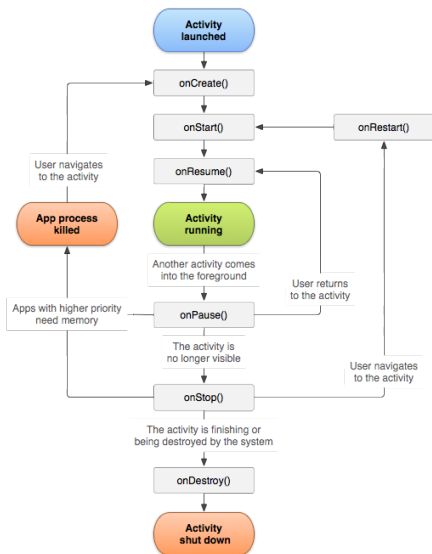 Activity
launched
onCreate()
onStart()
onRestart()
User navigates
to the activity
onResume()
App process
killed
Activity
running
Another activity comes
into the foreground
User returns
to the activity
Apps with higher priority
need memory
onPause()
The activity is
no longer visible
User navigates
to the activity
onStop()
The activity is finishing or
being destroyed by the system
onDestroy()
Activity
shut down